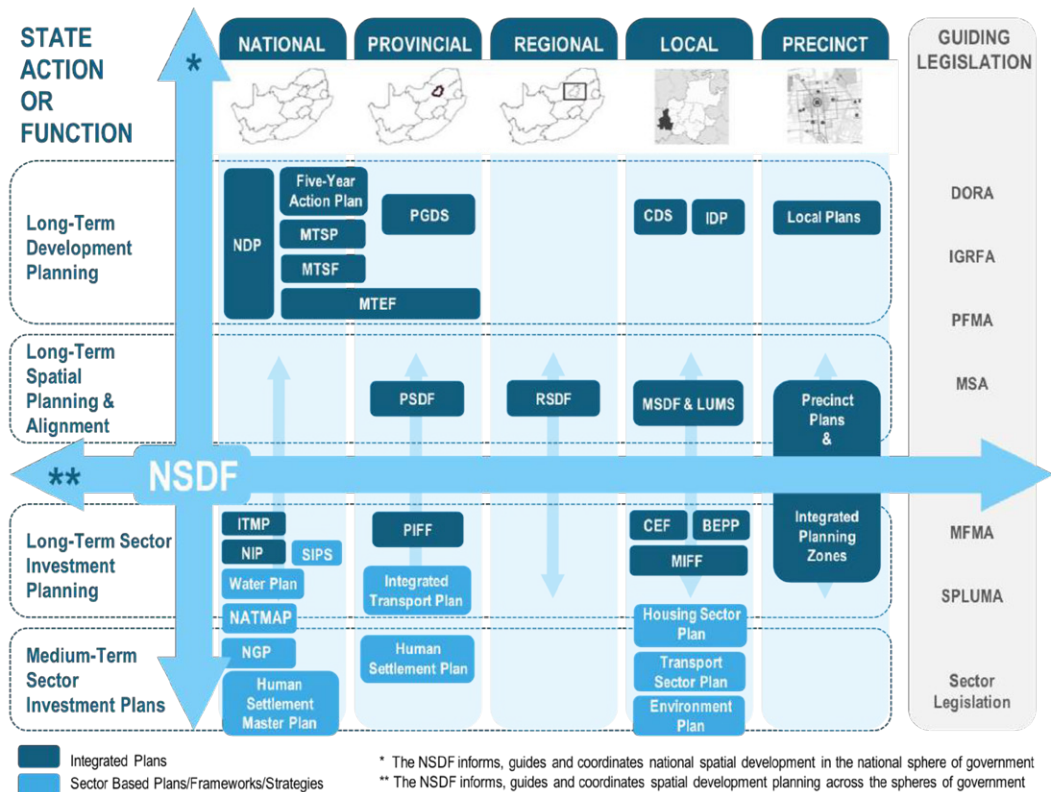 STATE
ACTION
OR
FUNCTION
*
NATIONAL
PROVINCIAL
REGIONAL
LOCAL
PRECINCT
GUIDING
LEGISLATION
Long-Term
Development
Planning
NDP
Five-Year
Action Plan
MTSP
MTSF
MTEF
PGDS
CDS
IDP
Local Plans
DORA
IGRFA
PFMA
Long-Term
Spatial
Planning &
Alignment
PSDF
RSDF
MSDF & LUMS
Precinct
Plans
&
Integrated
Planning
Zones
MSA
**
NSDF
Long-Term Sector
Investment
Planning
ITMP
NIP
SIPS
Water Plan
NATMAP
PIFF
Integrated
Transport Plan
CEF
BEPP
MIFF
Housing Sector
Plan
MFMA
SPLUMA
Medium-Term
Sector
Investment Plans
NGP
Human
Settlement
Master Plan
Human
Settlement Plan
Transport
Sector Plan
Environment
Plan
Sector
Legislation
Integrated Plans
Sector Based Plans/Frameworks/Strategies
* The NSDF informs, guides and coordinates national spatial development in the national sphere of government
** The NSDF informs, guides and coordinates spatial development planning across the spheres of government